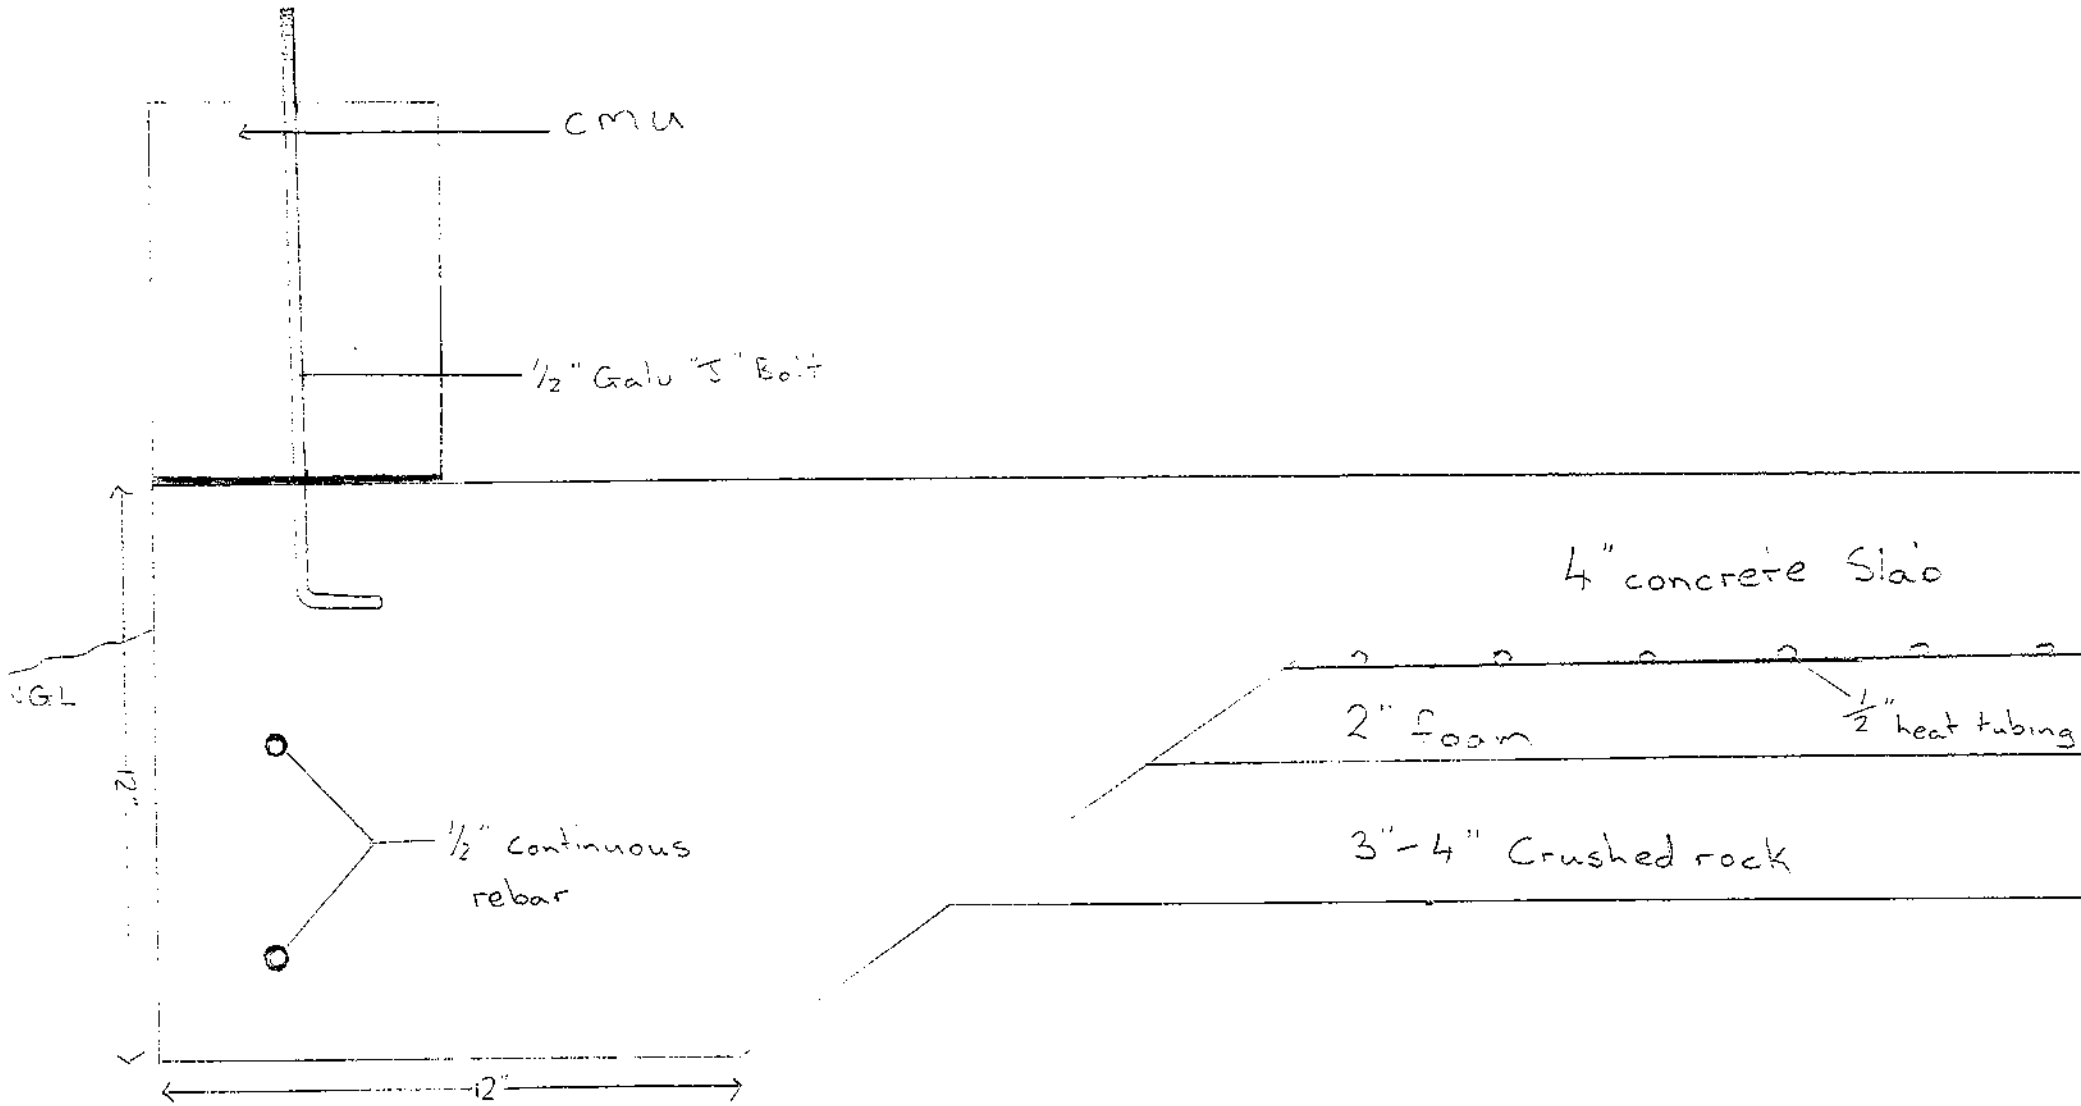 CMU
1/2" Galv "J" Bolt
4" concrete Slab
1/2" heat tubing
2" foam
12"
1/2" continuous
rebar
3"-4" Crushed rock
12"